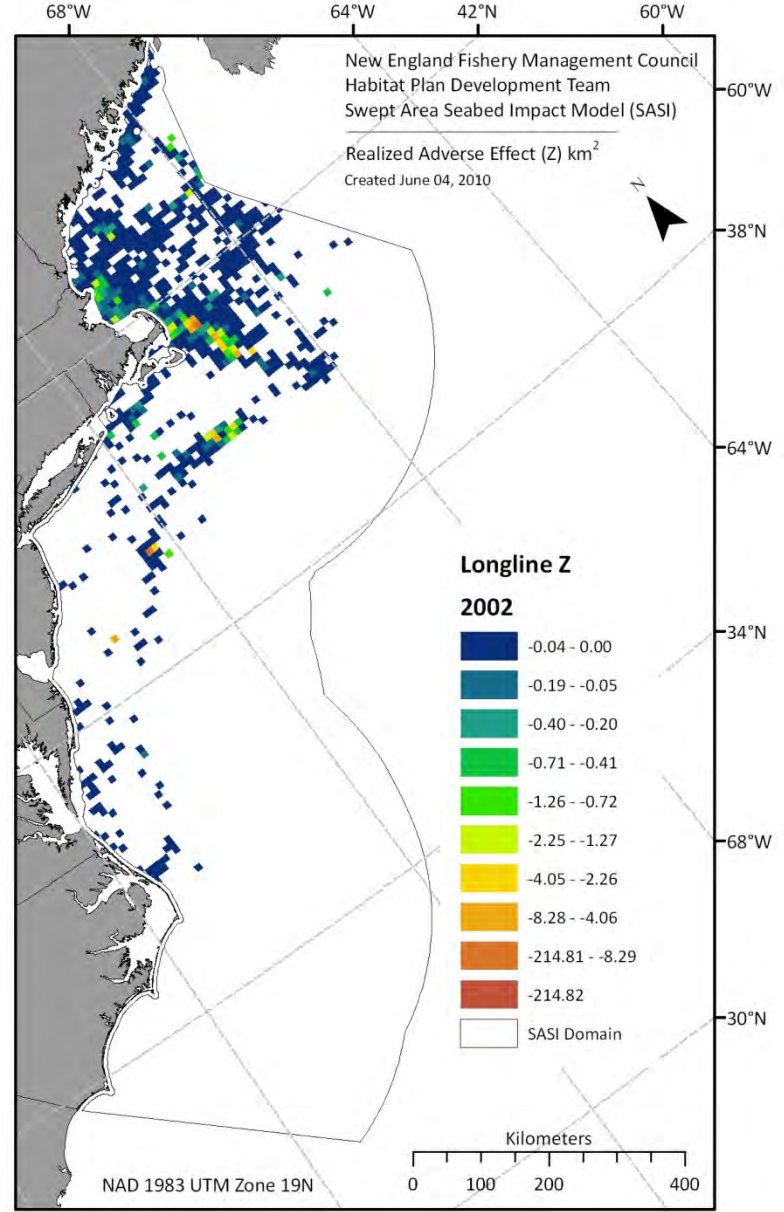 68°W 64°W 42°N 60°W
New England Fishery Management Council
Habitat Plan Development Team
Swept Area Seabed Impact Model (SASI)
Realized Adverse Effect (Z) km²
Created June 04, 2010
N
60°W
38°N
64°W
34°N
68°W
30°N
Longline Z
2002
-0.04 - 0.00
-0.19 - -0.05
-0.40 - -0.20
-0.71 - -0.41
-1.26 - -0.72
-2.25 - -1.27
-4.05 - -2.26
-8.28 - -4.06
-214.81 - -8.29
-214.82
SASI Domain
Kilometers
0 100 200 400
NAD 1983 UTM Zone 19N